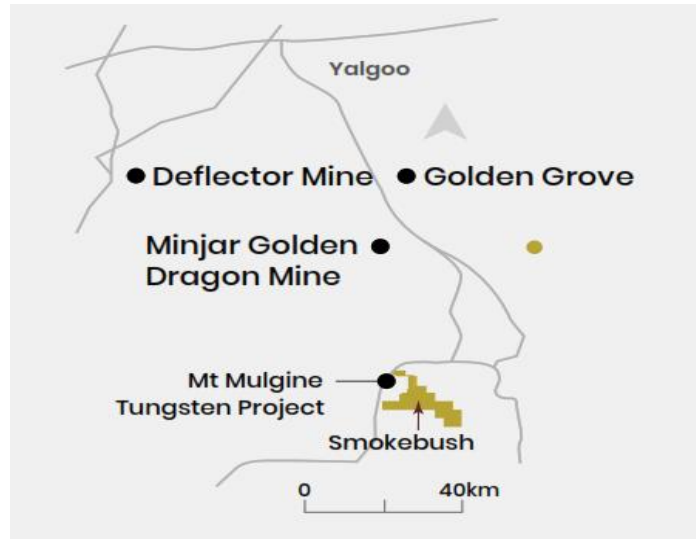 Yalgoo
Deflector Mine
Golden Grove
Minjar Golden
Dragon Mine
Mt Mulgine
Tungsten Project
Smokebush
0
40km